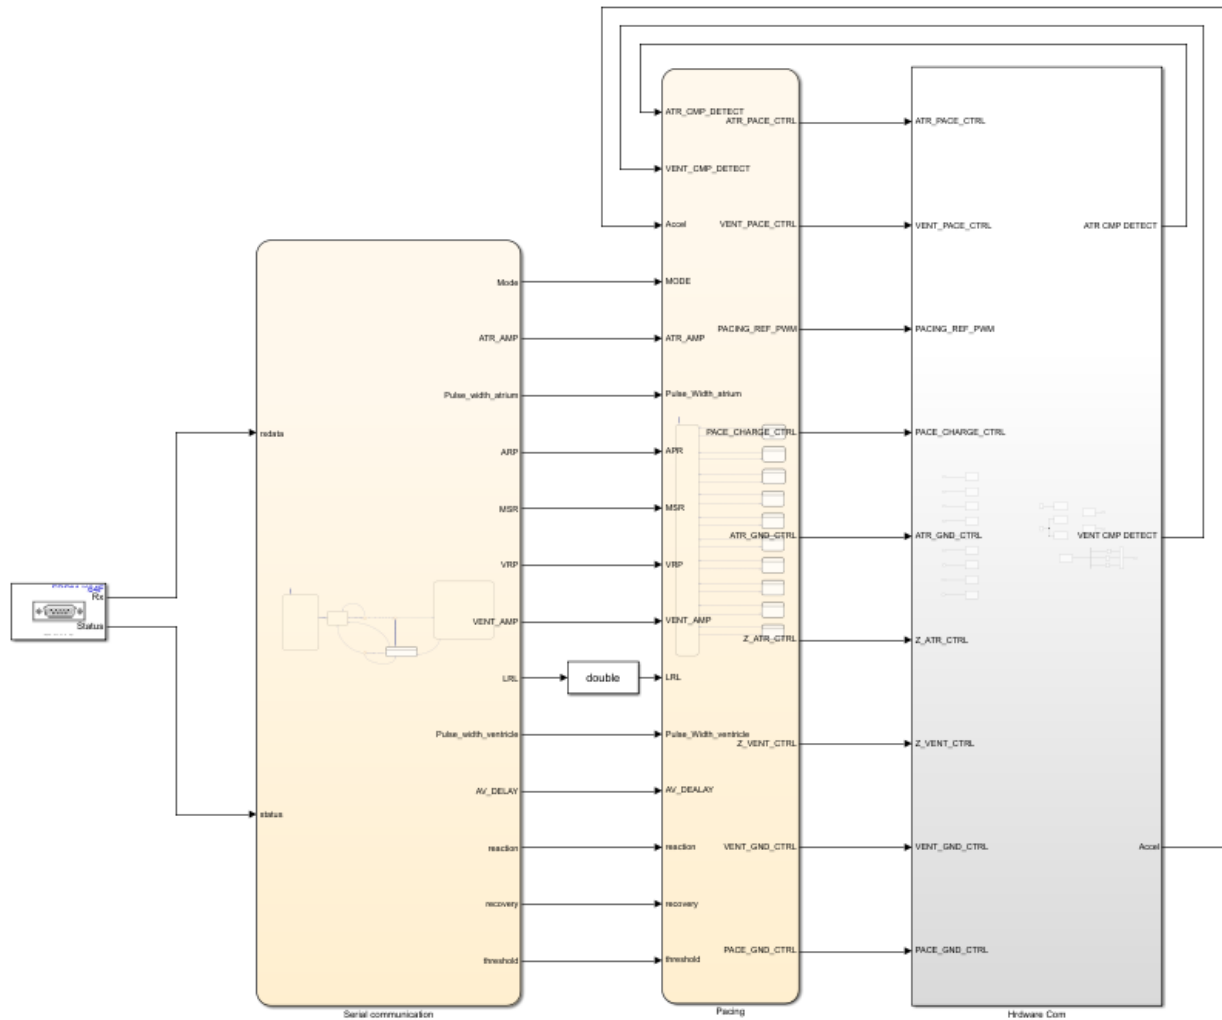 ATR_CMP_DETECT
ATR_PACE_CTRL
ATR_PACE_CTRL
VENT_CMP_DETECT
Accel
VENT_PACE_CTRL
VENT_PACE_CTRL
ATR CMP DETECT
Mode
MODE
PACING_REF_PWM
PACING_REF_PWM
ATR_AMP
ATR_AMP
Pulse_width_atrium
Pulse_Width_atrium
rxdata
PACE_CHARGE_CTRL
PACE_CHARGE_CTRL
ARP
APR
MSR
MSR
ATR_GND_CTRL
ATR_GND_CTRL
VENT CMP DETECT
VRP
VRP
Rx
Status
VENT_AMP
VENT_AMP
Z_ATR_CTRL
Z_ATR_CTRL
LRL
double
LRL
Pulse_width_ventricle
Pulse_Width_ventricle
Z_VENT_CTRL
Z_VENT_CTRL
AV_DELAY
AV_DEALAY
status
reaction
reaction
VENT_GND_CTRL
VENT_GND_CTRL
Accel
recovery
recovery
PACE_GND_CTRL
PACE_GND_CTRL
threshold
threshold
Serial communication
Pacing
Hrdware Com